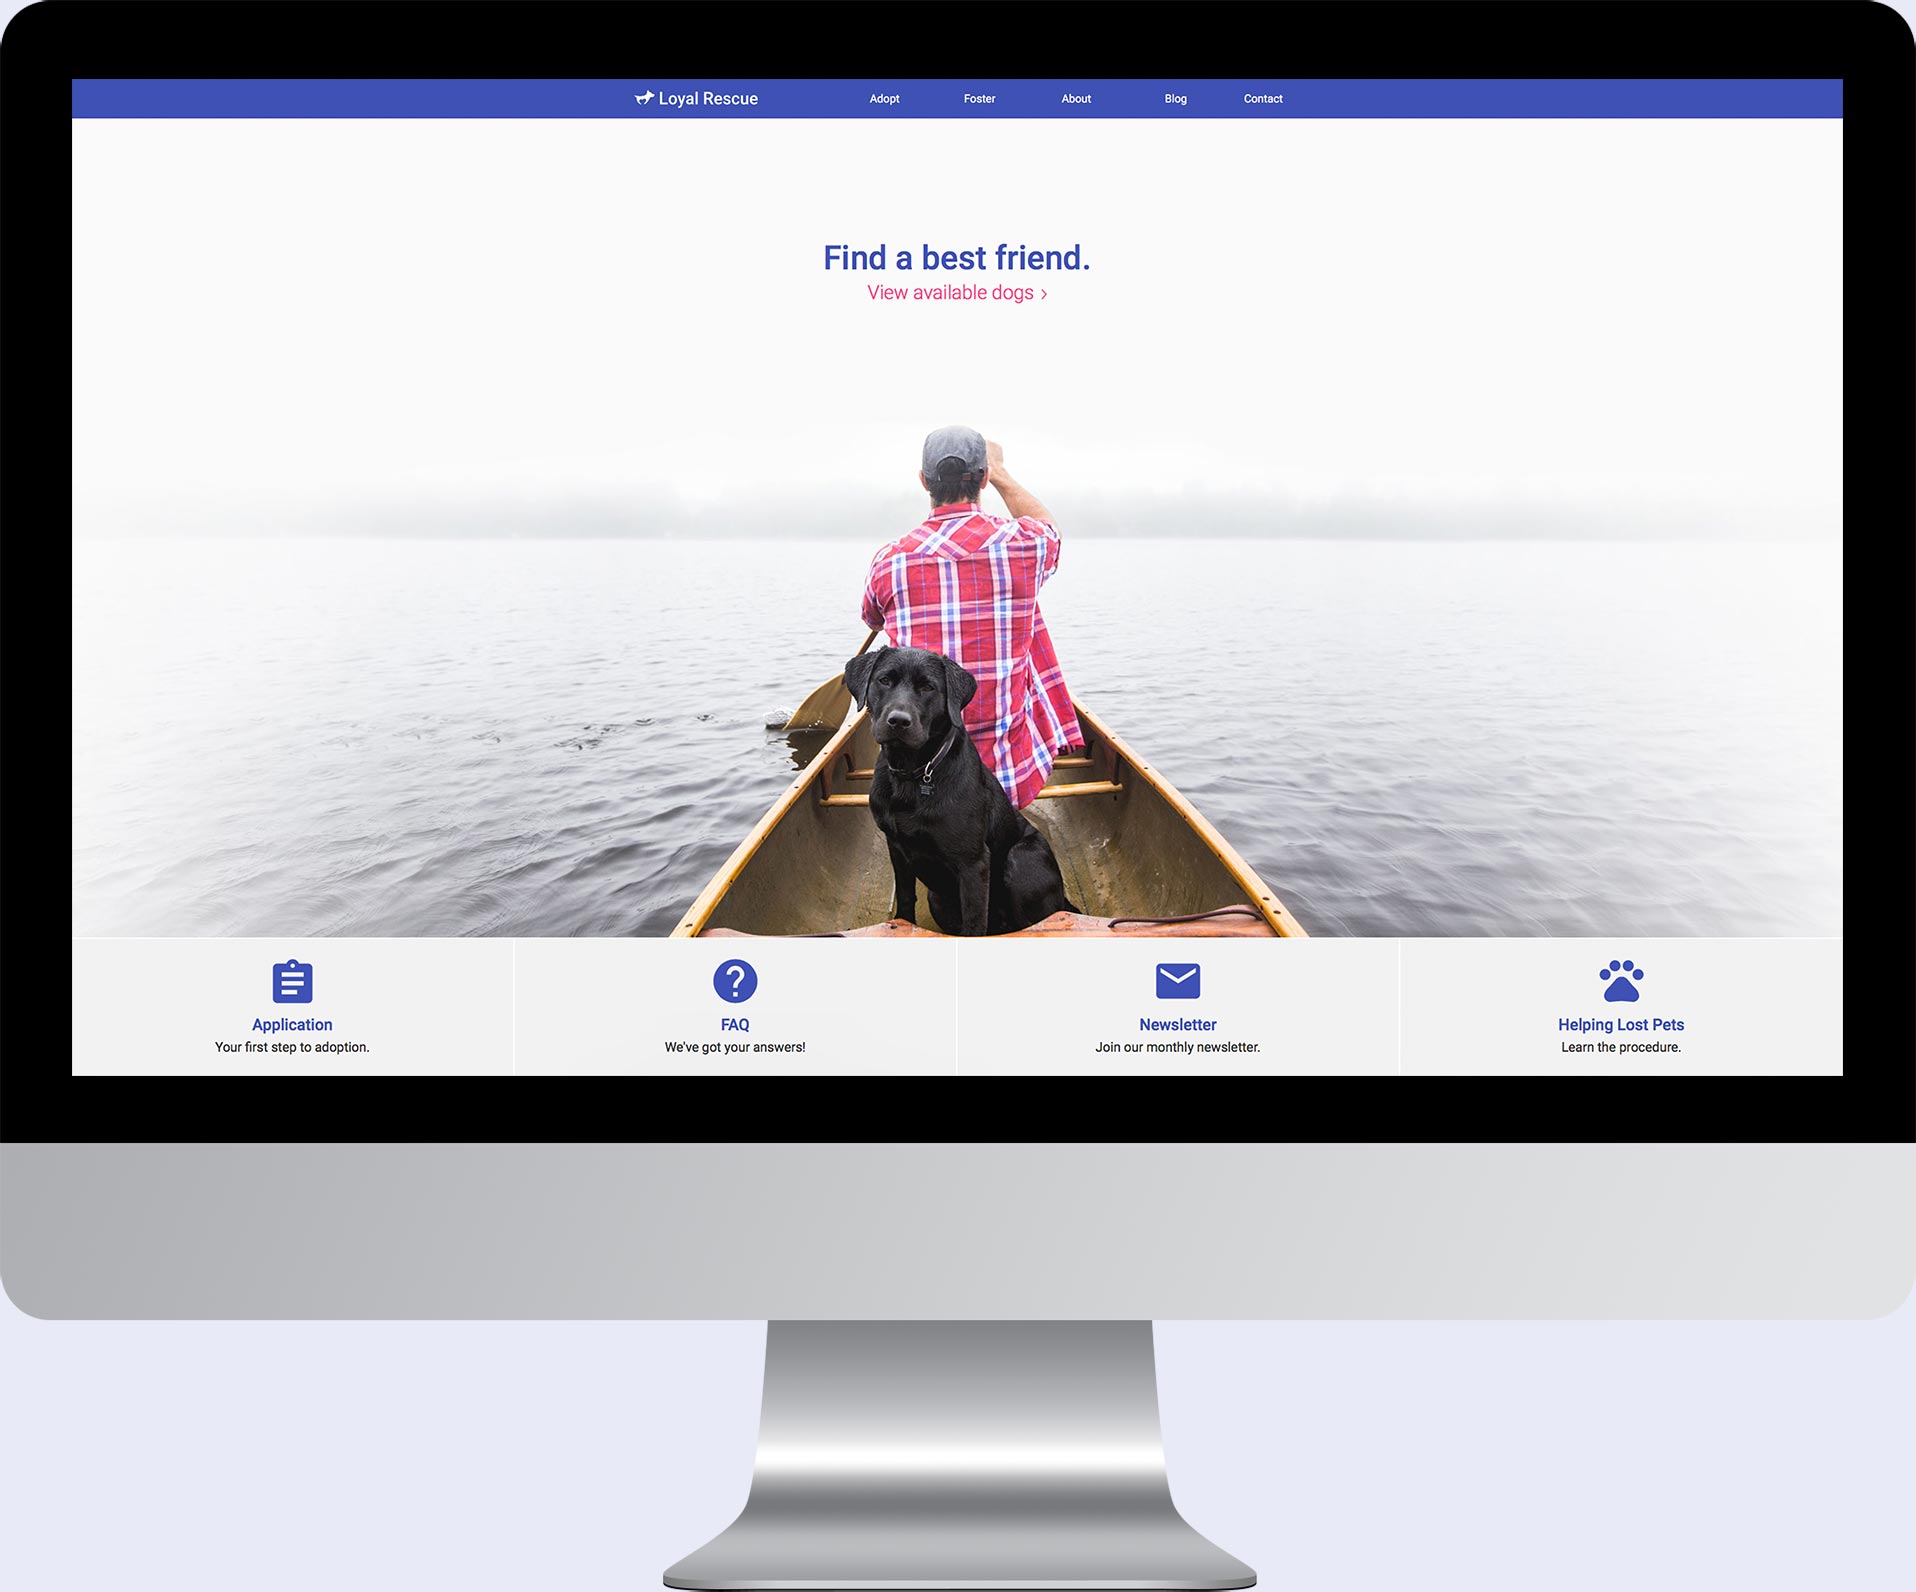 Loyal Rescue
Adopt
Foster
About
Blog
Contact
Find a best friend.
View available dogs ›
Application
Your first step to adoption.
FAQ
We've got your answers!
Newsletter
Join our monthly newsletter.
Helping Lost Pets
Learn the procedure.